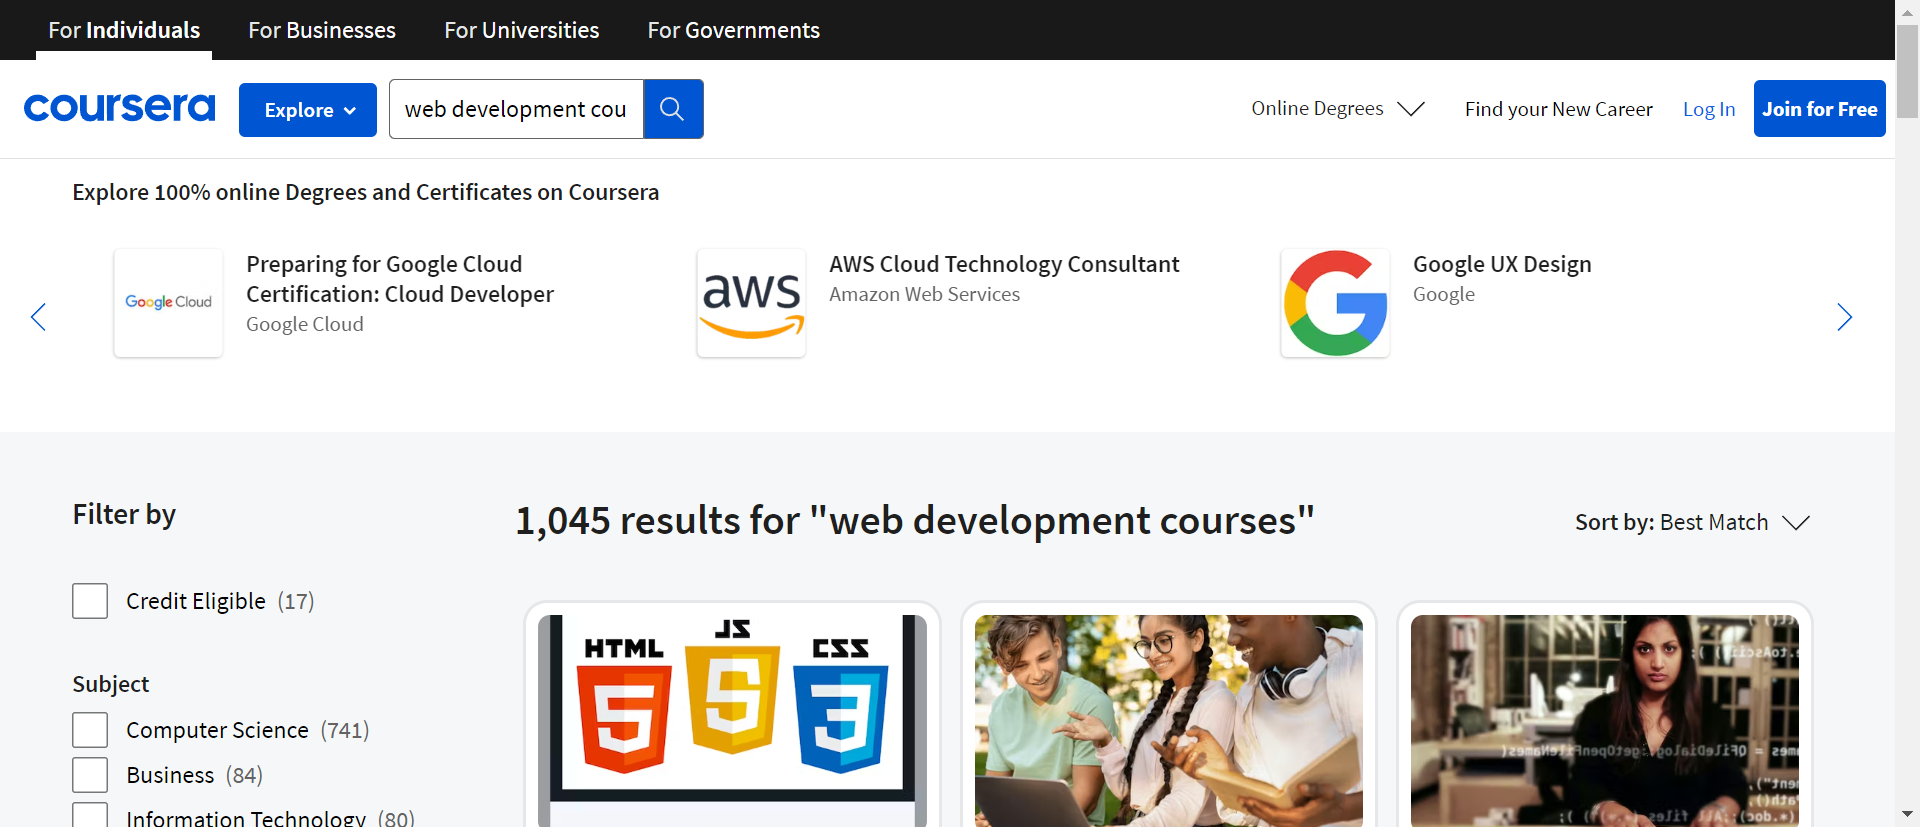 For Individuals For Businesses For Universities For Governments
coursera Explore web development cou Online Degrees Find your New Career Log In Join for Free
Explore 100% online Degrees and Certificates on Coursera
Google Cloud
Preparing for Google Cloud
Certification: Cloud Developer
Google Cloud
aws
AWS Cloud Technology Consultant
Amazon Web Services
Google UX Design
Google
Filter by
1,045 results for "web development courses"
Sort by: Best Match
Credit Eligible (17)
Subject
Computer Science (741)
Business (84)
Information Technology (80)
HTML JS CSS
5 5 3